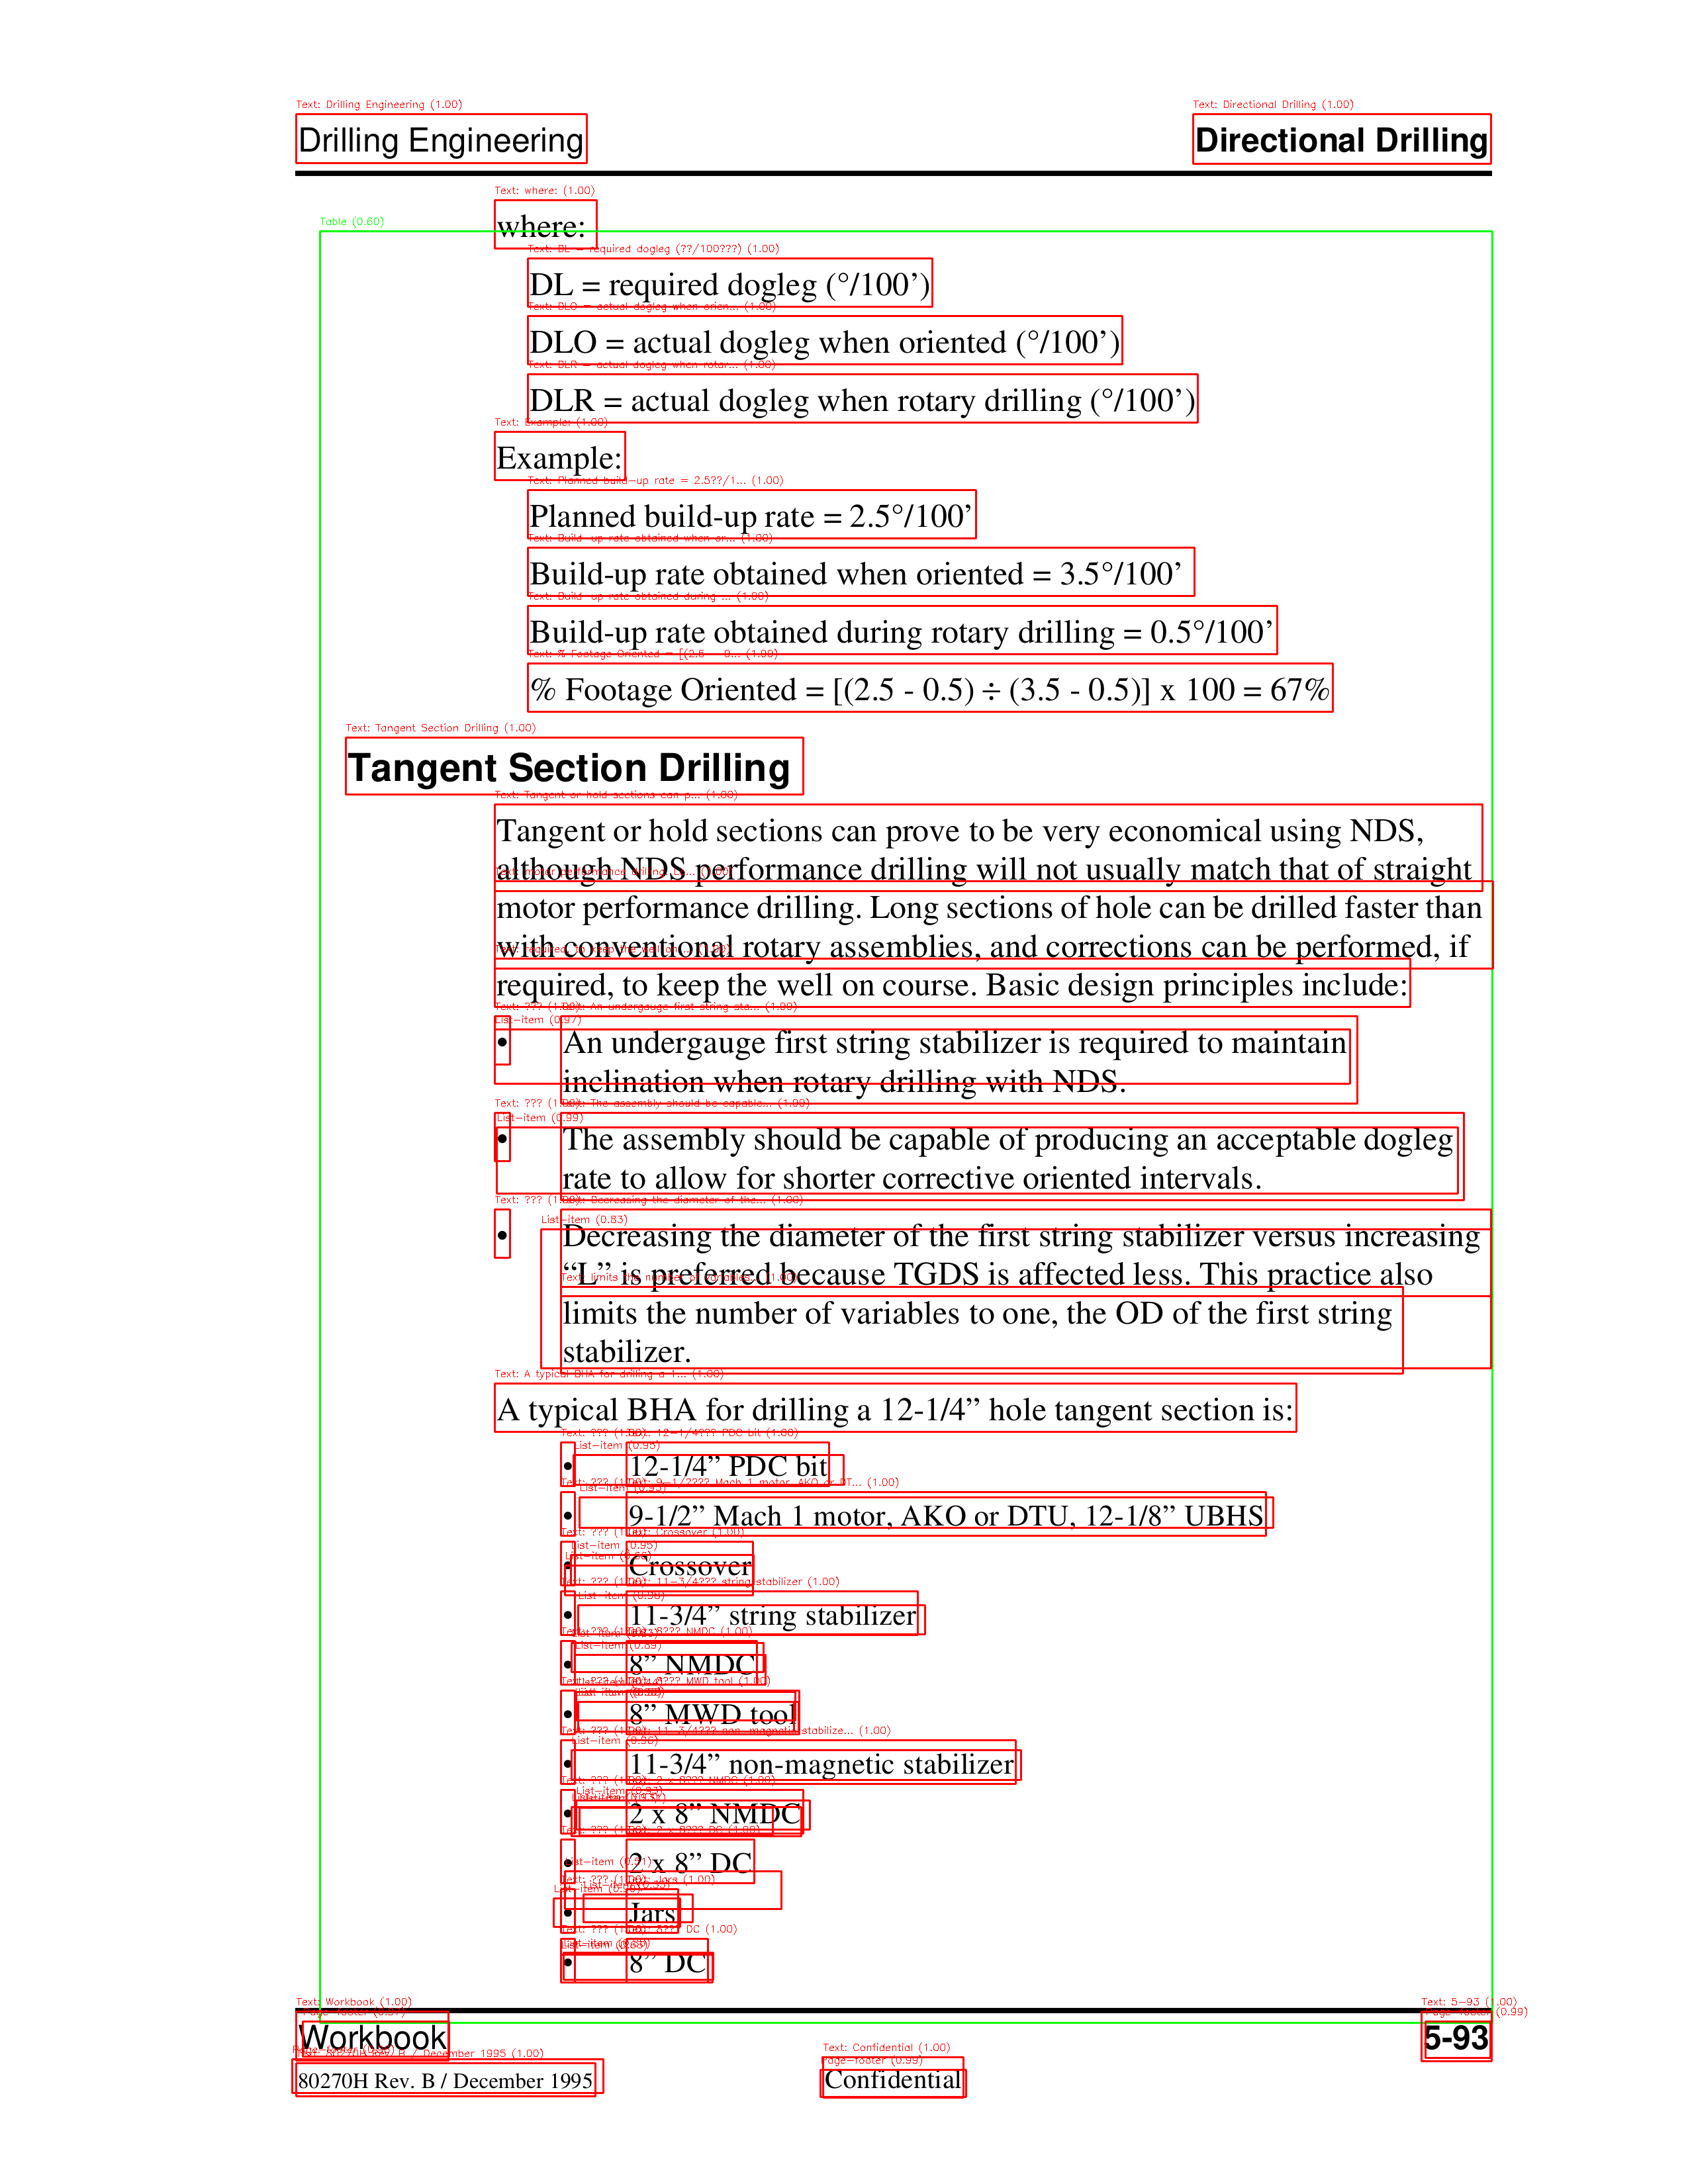 Drilling Engineering
Directional Drilling
where:
DL = required dogleg (°/100’)
DLO = actual dogleg when oriented (°/100’)
DLR = actual dogleg when rotary drilling (°/100’)
Example:
Planned build-up rate = 2.5°/100’
Build-up rate obtained when oriented = 3.5°/100’
Build-up rate obtained during rotary drilling = 0.5°/100’
% Footage Oriented = [(2.5 - 0.5) ÷ (3.5 - 0.5)] x 100 = 67%
Tangent Section Drilling
Tangent or hold sections can prove to be very economical using NDS,
although NDS performance drilling will not usually match that of straight
motor performance drilling. Long sections of hole can be drilled faster than
with conventional rotary assemblies, and corrections can be performed, if
required, to keep the well on course. Basic design principles include:
• An undergauge first string stabilizer is required to maintain
inclination when rotary drilling with NDS.
• The assembly should be capable of producing an acceptable dogleg
rate to allow for shorter corrective oriented intervals.
• Decreasing the diameter of the first string stabilizer versus increasing
“L” is preferred because TGDS is affected less. This practice also
limits the number of variables to one, the OD of the first string
stabilizer.
A typical BHA for drilling a 12-1/4” hole tangent section is:
• 12-1/4” PDC bit
• 9-1/2” Mach 1 motor, AKO or DTU, 12-1/8” UBHS
• Crossover
• 11-3/4” string stabilizer
• 8” NMDC
• 8” MWD tool
• 11-3/4” non-magnetic stabilizer
• 2 x 8” NMDC
• 2 x 8” DC
• Jars
• 8” DC
Workbook
5-93
80270H Rev. B / December 1995
Confidential